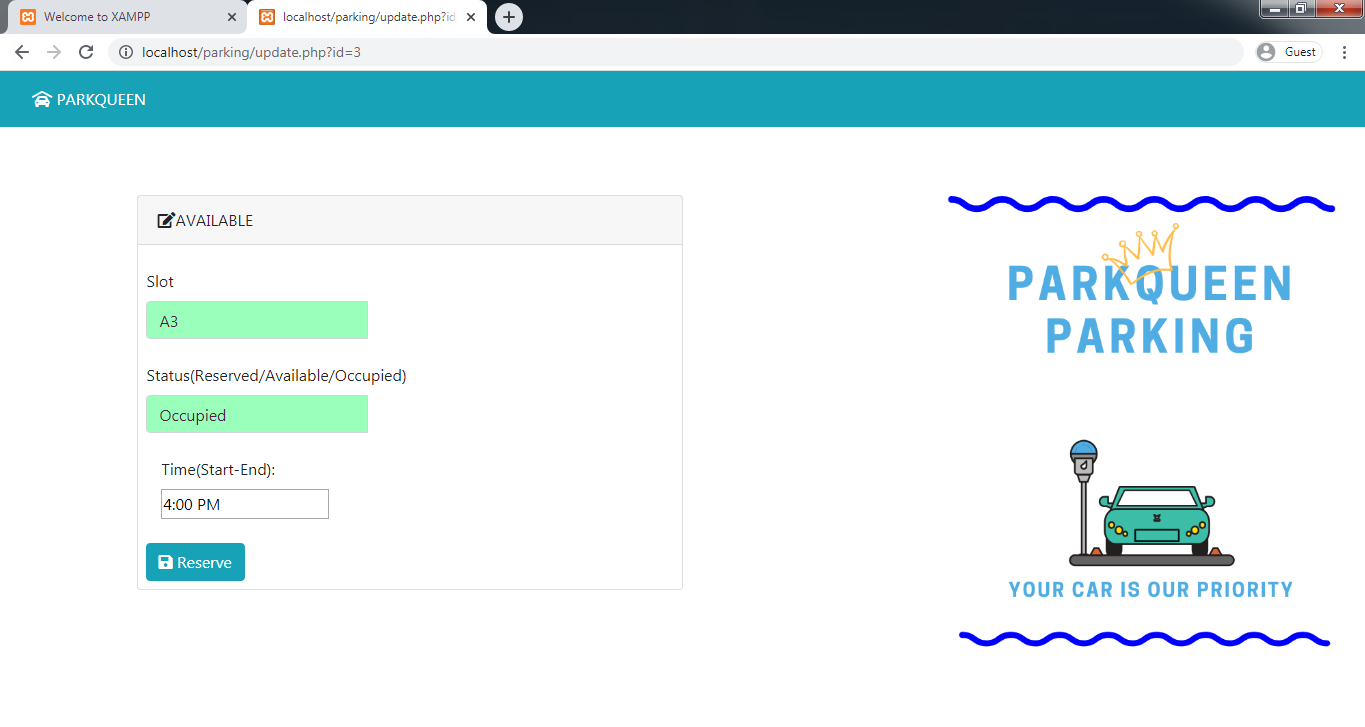 Welcome to XAMPP
localhost/parking/update.php?id
localhost/parking/update.php?id=3
Guest
PARKQUEEN
AVAILABLE
Slot
A3
Status(Reserved/Available/Occupied)
Occupied
Time(Start-End):
4:00 PM
Reserve
PARKQUEEN
PARKING
YOUR CAR IS OUR PRIORITY